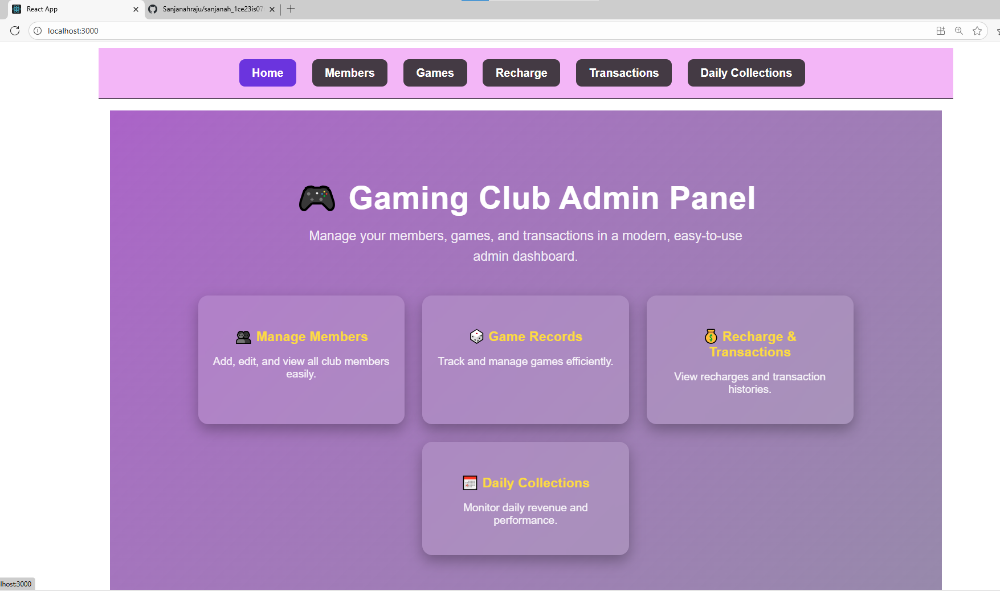 React App
Sanjanahraju/sanjanah_1ce23is07
localhost:3000
Home Members Games Recharge Transactions Daily Collections
Gaming Club Admin Panel
Manage your members, games, and transactions in a modern, easy-to-use
admin dashboard.
Manage Members
Add, edit, and view all club members
easily.
Game Records
Track and manage games efficiently.
Recharge &
Transactions
View recharges and transaction
histories.
Daily Collections
Monitor daily revenue and
performance.
lhost:3000